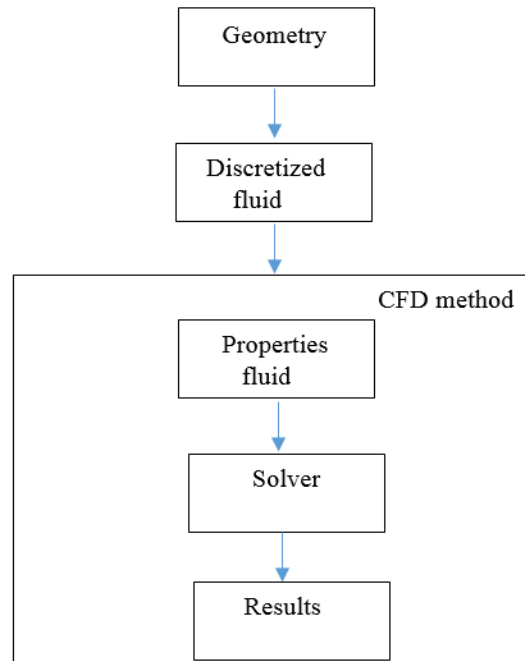 Geometry
Discretized
fluid
CFD method
Properties
fluid
Solver
Results